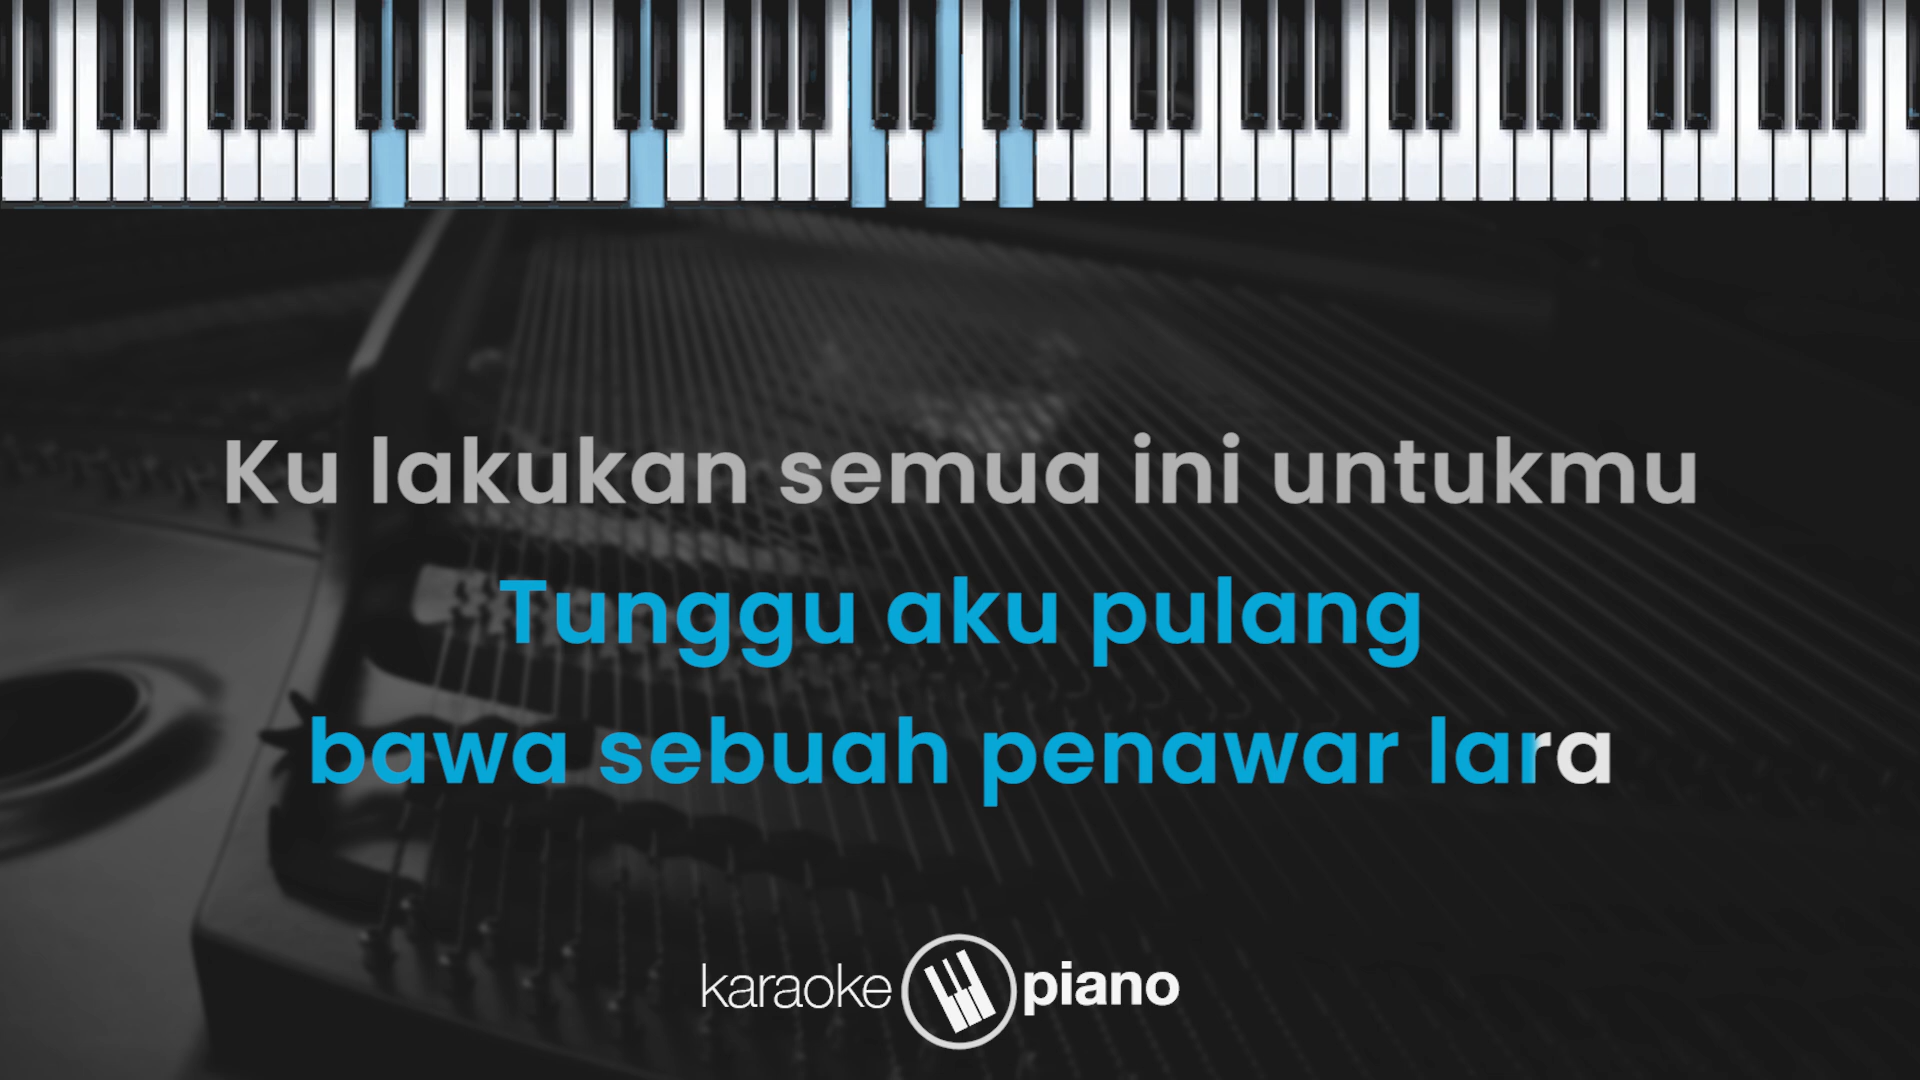 Ku lakukan semua ini untukmu
Tunggu aku pulang
bawa sebuah penawar lara
karaoke piano